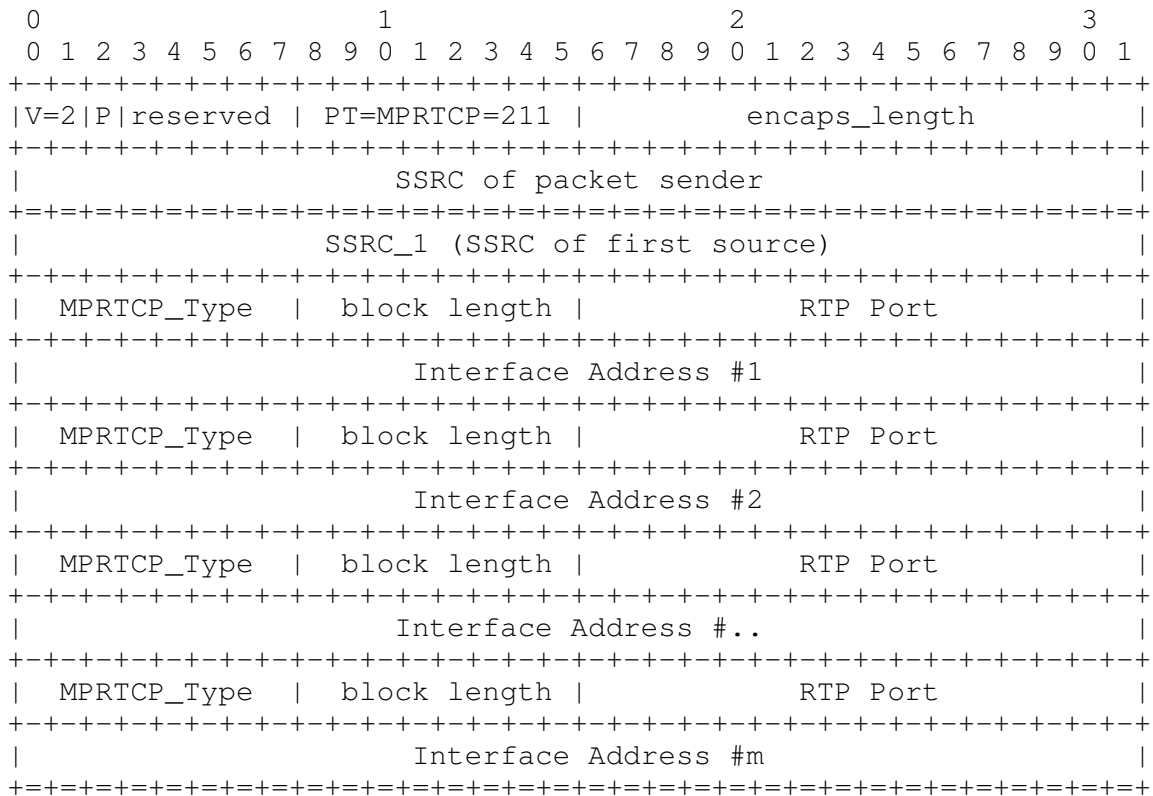 0                   1                   2                   3
 0 1 2 3 4 5 6 7 8 9 0 1 2 3 4 5 6 7 8 9 0 1 2 3 4 5 6 7 8 9 0 1
+-+-+-+-+-+-+-+-+-+-+-+-+-+-+-+-+-+-+-+-+-+-+-+-+-+-+-+-+-+-+-+-+
|V=2|P|reserved | PT=MPRTCP=211 |         encaps_length         |
+-+-+-+-+-+-+-+-+-+-+-+-+-+-+-+-+-+-+-+-+-+-+-+-+-+-+-+-+-+-+-+-+
|                     SSRC of packet sender                     |
+=+=+=+=+=+=+=+=+=+=+=+=+=+=+=+=+=+=+=+=+=+=+=+=+=+=+=+=+=+=+=+=+
|                 SSRC_1 (SSRC of first source)                 |
+-+-+-+-+-+-+-+-+-+-+-+-+-+-+-+-+-+-+-+-+-+-+-+-+-+-+-+-+-+-+-+-+
|  MPRTCP_Type  |  block length |            RTP Port           |
+-+-+-+-+-+-+-+-+-+-+-+-+-+-+-+-+-+-+-+-+-+-+-+-+-+-+-+-+-+-+-+-+
|                      Interface Address #1                     |
+-+-+-+-+-+-+-+-+-+-+-+-+-+-+-+-+-+-+-+-+-+-+-+-+-+-+-+-+-+-+-+-+
|  MPRTCP_Type  |  block length |            RTP Port           |
+-+-+-+-+-+-+-+-+-+-+-+-+-+-+-+-+-+-+-+-+-+-+-+-+-+-+-+-+-+-+-+-+
|                      Interface Address #2                     |
+-+-+-+-+-+-+-+-+-+-+-+-+-+-+-+-+-+-+-+-+-+-+-+-+-+-+-+-+-+-+-+-+
|  MPRTCP_Type  |  block length |            RTP Port           |
+-+-+-+-+-+-+-+-+-+-+-+-+-+-+-+-+-+-+-+-+-+-+-+-+-+-+-+-+-+-+-+-+
|                     Interface Address #..                     |
+-+-+-+-+-+-+-+-+-+-+-+-+-+-+-+-+-+-+-+-+-+-+-+-+-+-+-+-+-+-+-+-+
|  MPRTCP_Type  |  block length |            RTP Port           |
+-+-+-+-+-+-+-+-+-+-+-+-+-+-+-+-+-+-+-+-+-+-+-+-+-+-+-+-+-+-+-+-+
|                      Interface Address #m                     |
+=+=+=+=+=+=+=+=+=+=+=+=+=+=+=+=+=+=+=+=+=+=+=+=+=+=+=+=+=+=+=+=+